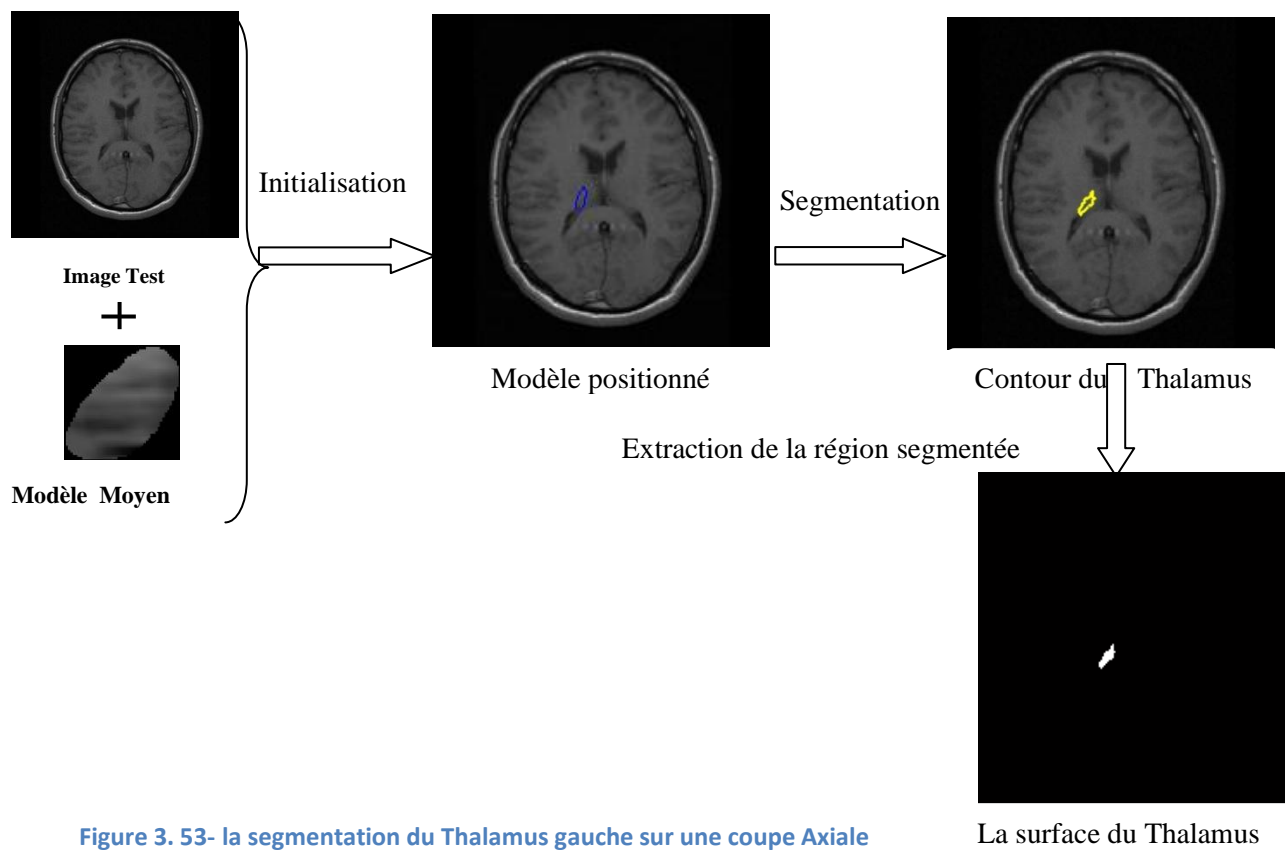 Image Test
+
Modèle Moyen
Initialisation
Modèle positionné
Segmentation
Contour du Thalamus
Extraction de la région segmentée
La surface du Thalamus
Figure 3. 53- la segmentation du Thalamus gauche sur une coupe Axiale